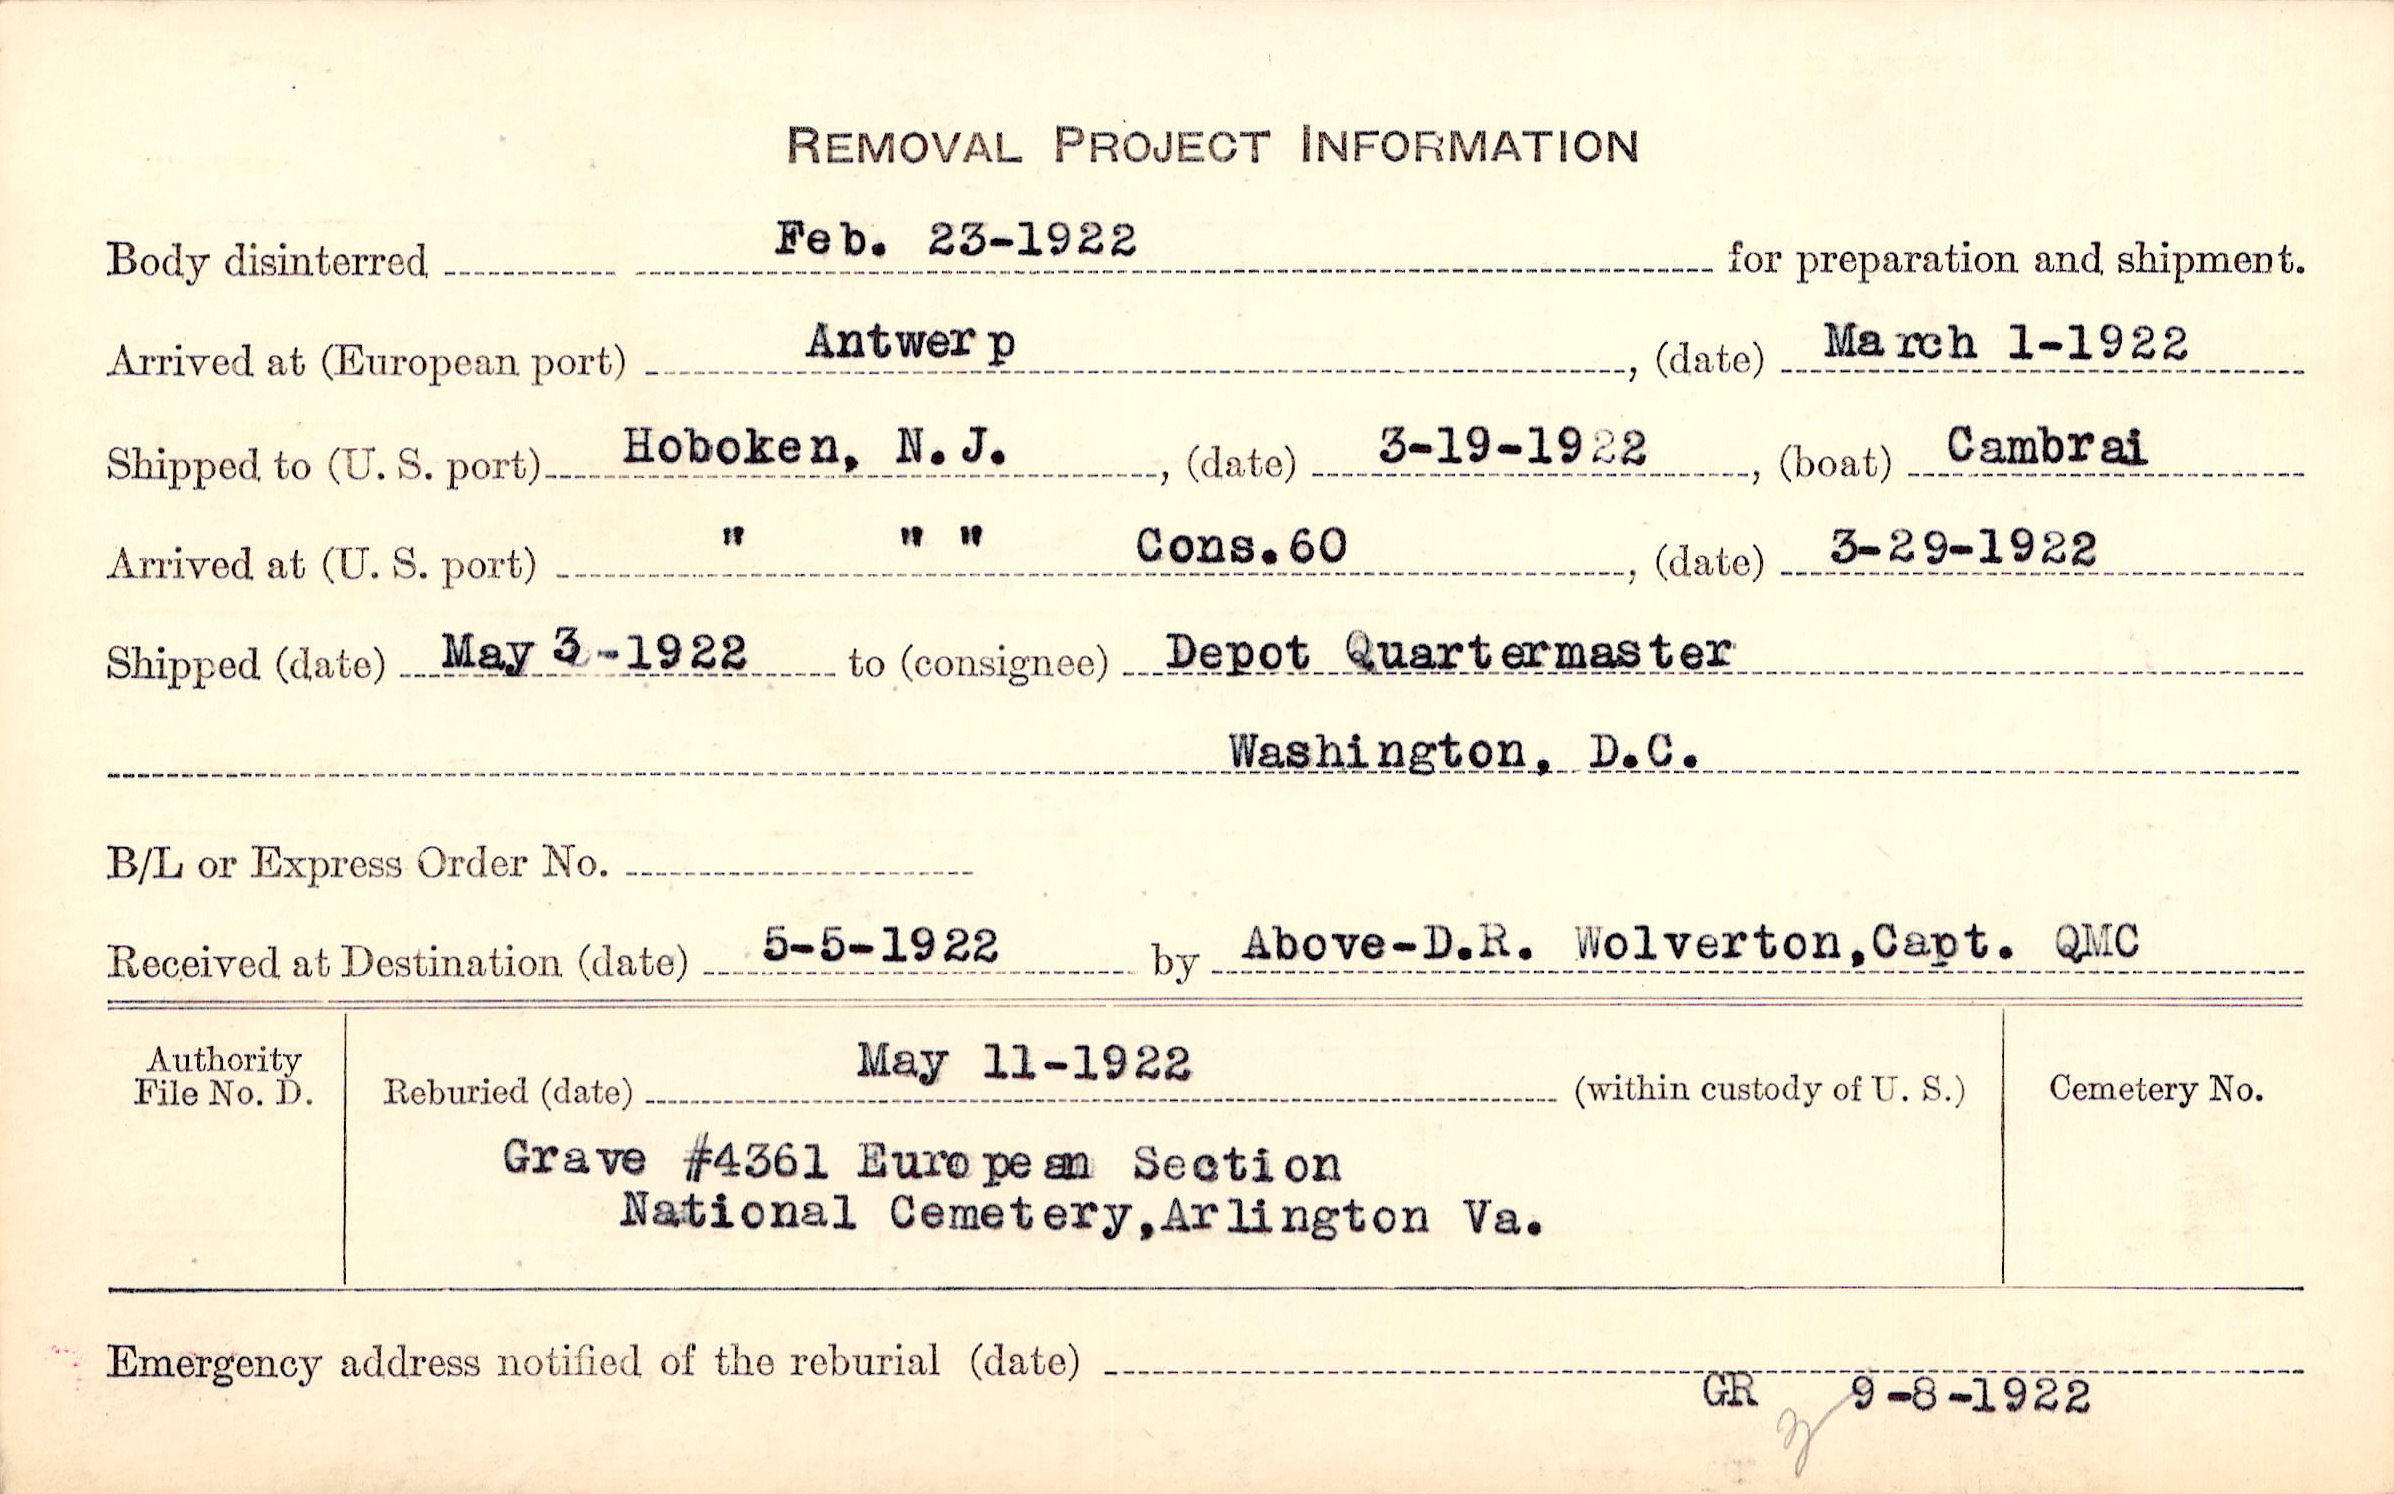 REMOVAL PROJECT INFORMATION
Body disinterred Feb. 23-1922 for preparation and shipment.
Arrived at (European port) Antwerp, (date) March 1-1922
Shipped to (U. S. port) Hoboken, N.J., (date) 3-19-1922, (boat) Cambrai
Arrived at (U. S. port) " " " Cons.60, (date) 3-29-1922
Shipped (date) May 3-1922 to (consignee) Depot Quartermaster
Washington, D.C.
B/L or Express Order No.
Received at Destination (date) 5-5-1922 by Above-D.R. Wolverton,Capt. QMC
Authority
File No. D.
Reburied (date) May 11-1922 (within custody of U. S.)
Cemetery No.
Grave #4361 European Section
National Cemetery,Arlington Va.
Emergency address notified of the reburial (date)
GR 9-8-1922